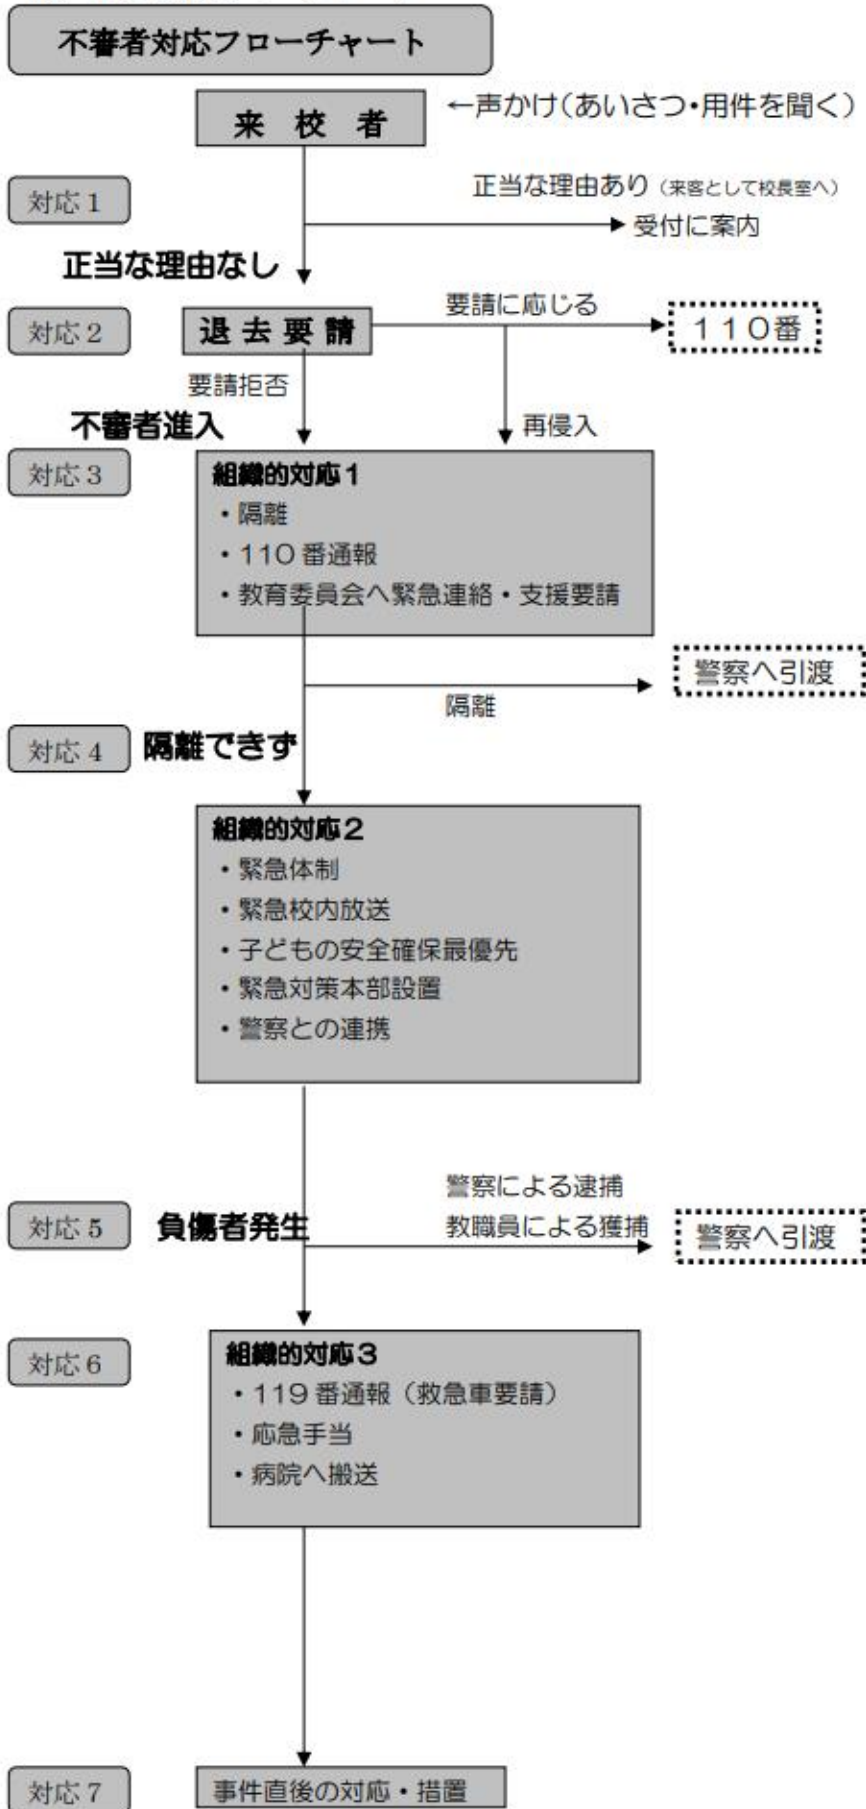 不審者対応フローチャート
来 校 者
←声かけ（あいさつ・用件を聞く）
対応１
正当な理由あり（来客として校長室へ）
受付に案内
正当な理由なし
対応２
退 去 要 請
要請に応じる
１１０番
要請拒否
不審者進入
再侵入
対応３
組織的対応１
・隔離
・110 番通報
・教育委員会へ緊急連絡・支援要請
警察へ引渡
隔離
対応４
隔離できず
組織的対応２
・緊急体制
・緊急校内放送
・子どもの安全確保最優先
・緊急対策本部設置
・警察との連携
警察による逮捕
対応５
負傷者発生
教職員による獲捕
警察へ引渡
対応６
組織的対応３
・119 番通報（救急車要請）
・応急手当
・病院へ搬送
対応７
事件直後の対応・措置